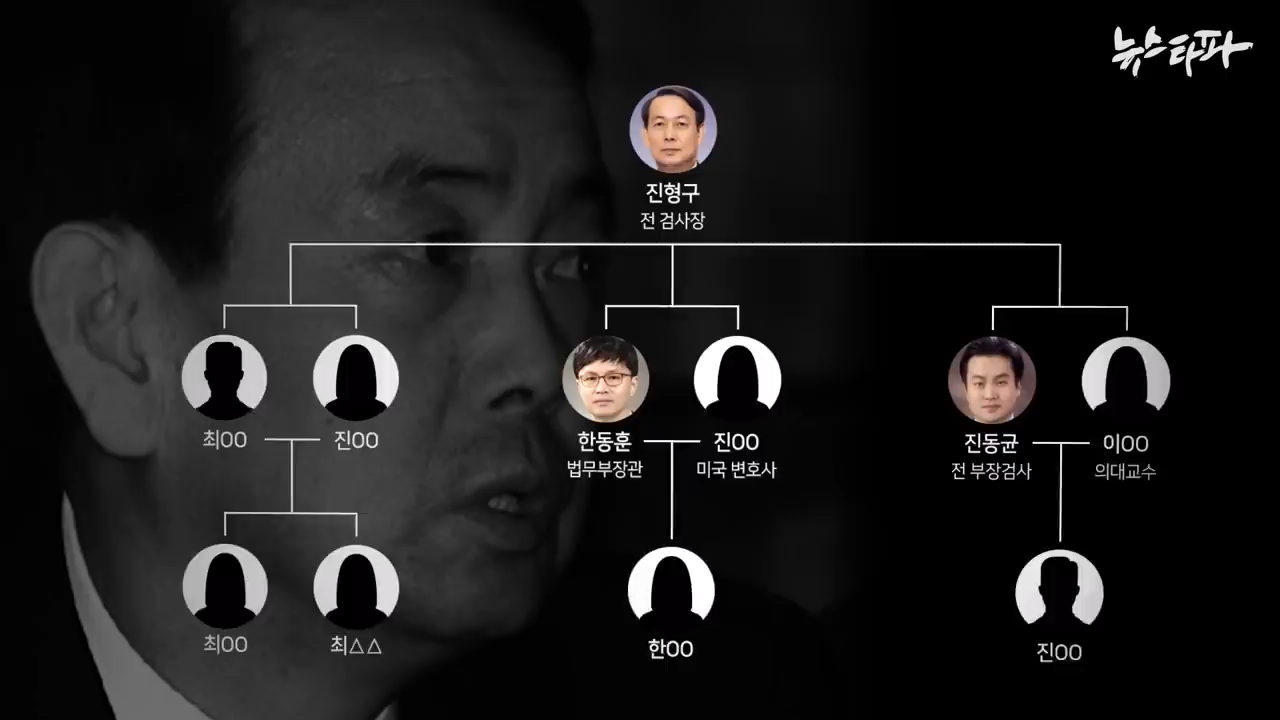 뉴스타파
진형구
전 검사장
최OO
진OO
한동훈
법무부장관
진OO
미국 변호사
진동균
전 부장검사
이OO
의대교수
최OO
최△△
한OO
진OO